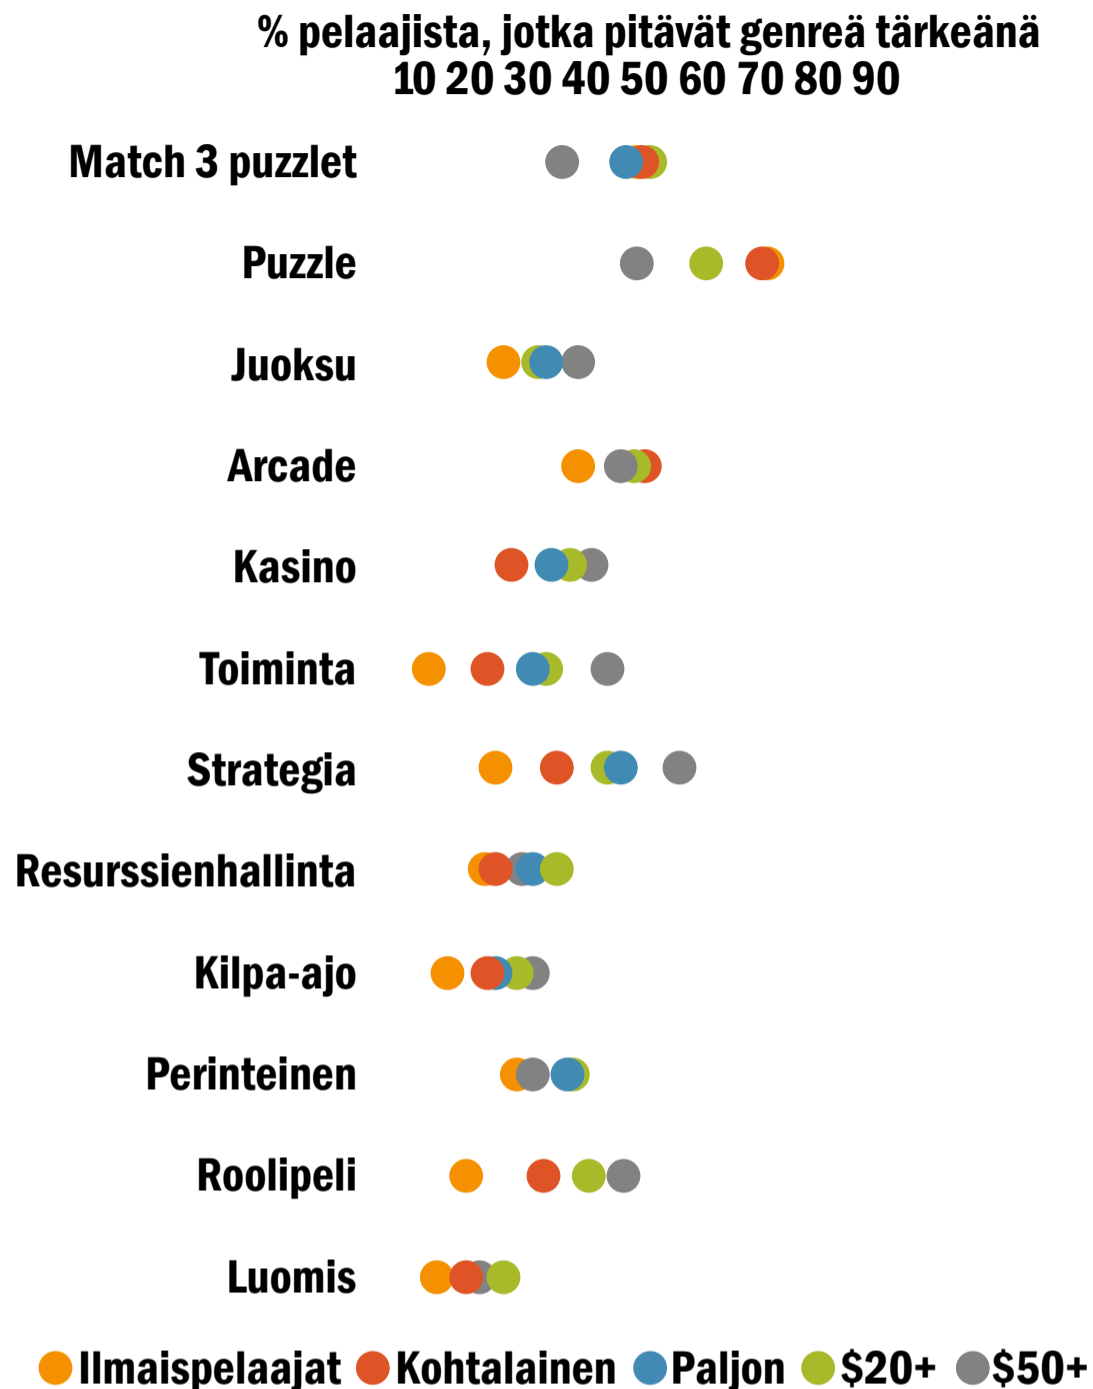 % pelaajista, jotka pitävät genreä tärkeänä
10 20 30 40 50 60 70 80 90
Match 3 puzzlet
Puzzle
Juoksu
Arcade
Kasino
Toiminta
Strategia
Resurssienhallinta
Kilpa-ajo
Perinteinen
Roolipeli
Luomis
Ilmaispelaajat Kohtalainen Paljon $20+ $50+